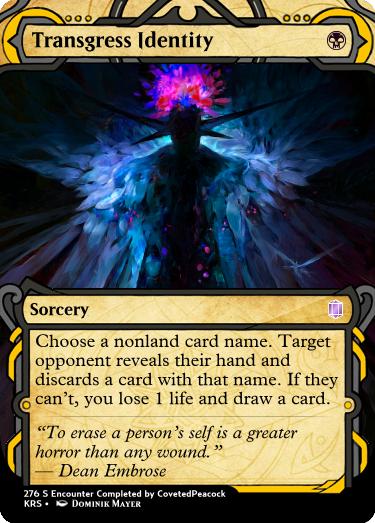 Transgress Identity
Sorcery
Choose a nonland card name. Target
opponent reveals their hand and
discards a card with that name. If they
can't, you lose 1 life and draw a card.
“To erase a person's self is a greater
horror than any wound.”
— Dean Embrose
276 S Encounter Completed by CovetedPeacock
KRS • Dominik Mayer